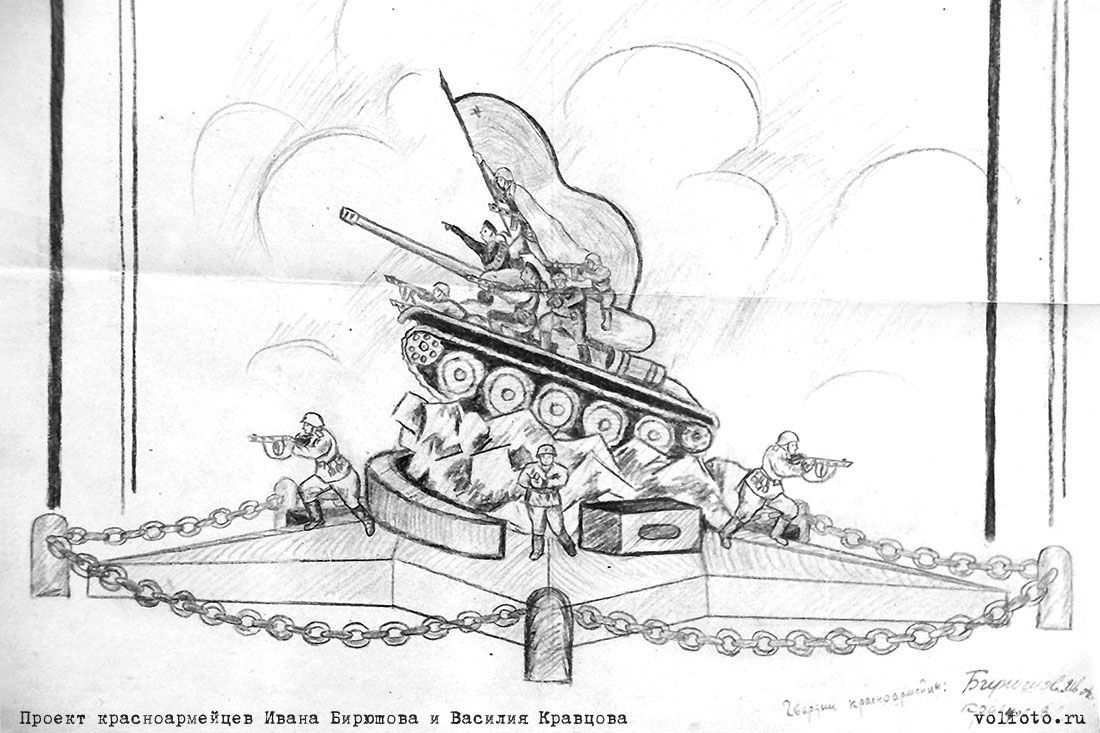 Гвардии красноармейцы:
Проект красноармейцев Ивана Бирюшова и Василия Кравцова
volfoto.ru